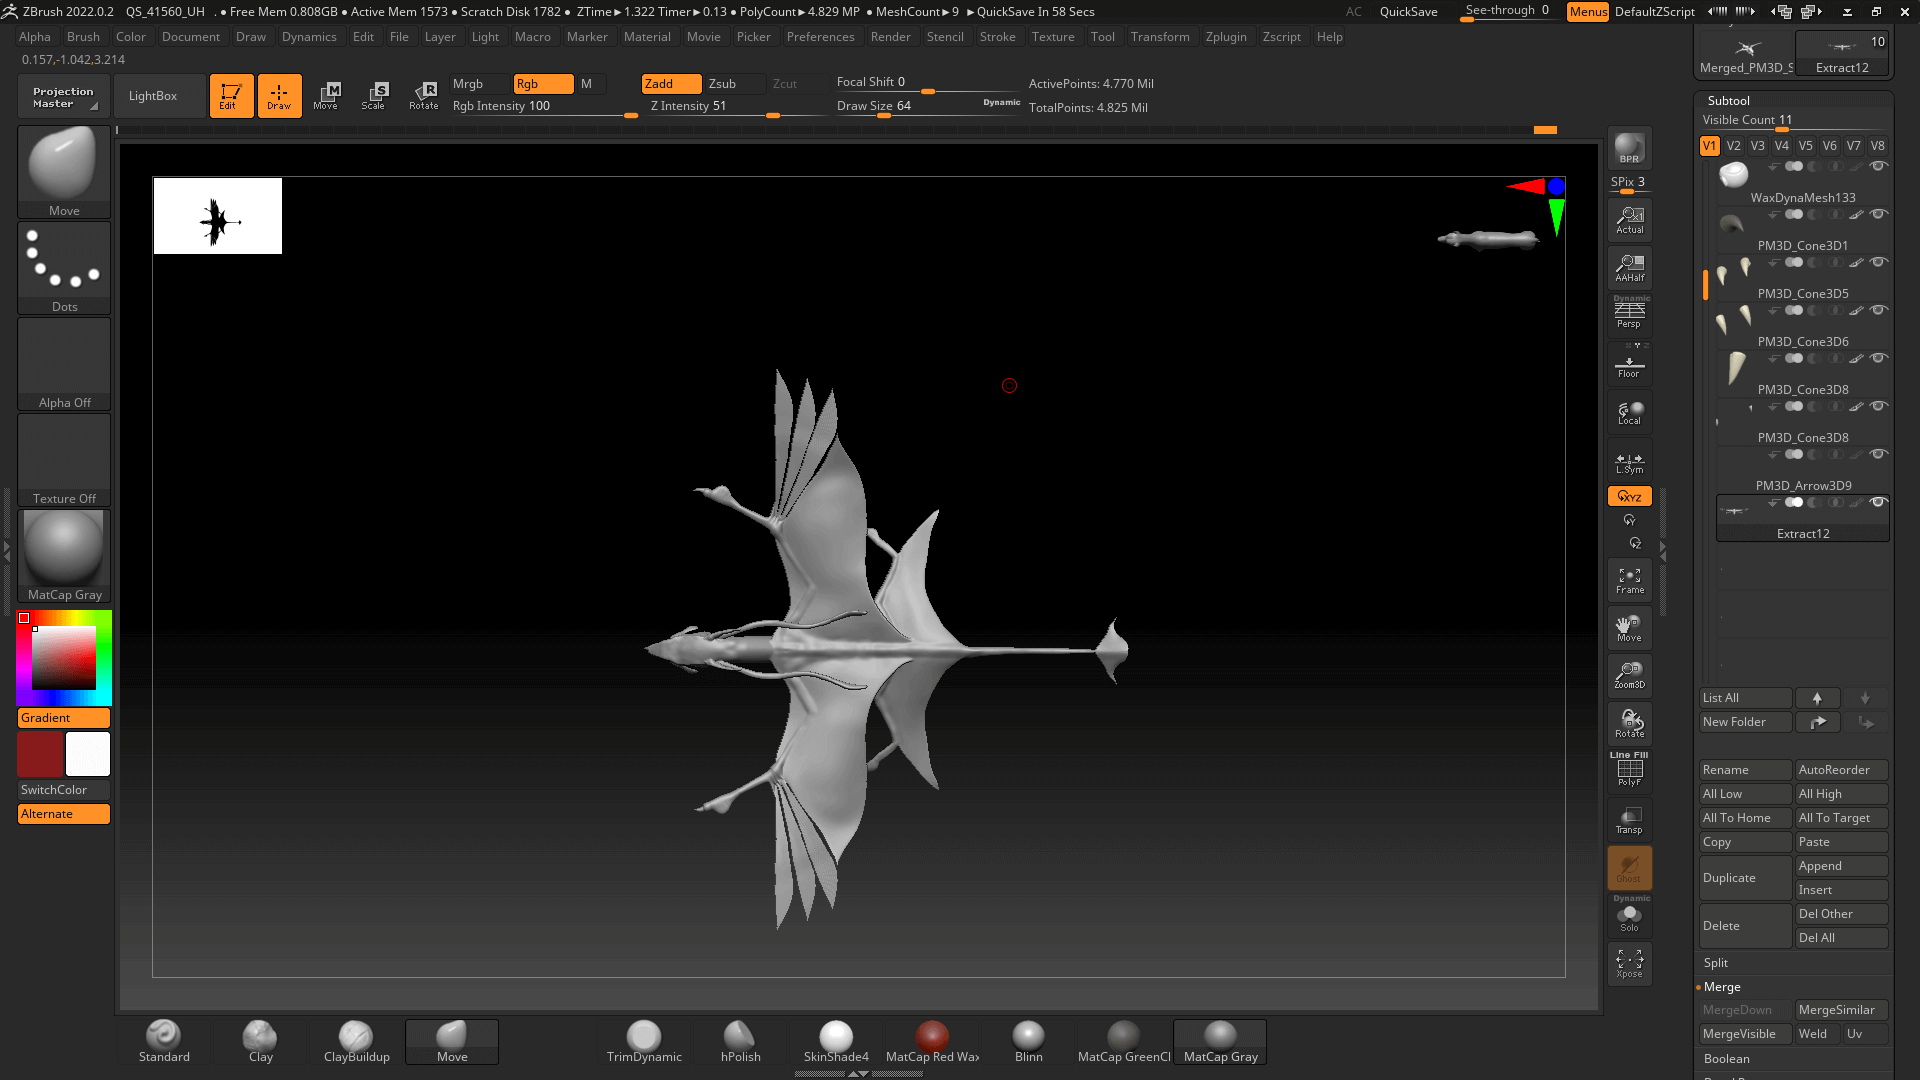 ZBrush 2022.0.2 QS_41560_UH . ● Free Mem 0.808GB ● Active Mem 1573 ● Scratch Disk 1782 ● ZTime►1.322 Timer►0.13 ● PolyCount►4.829 MP ● MeshCount►9 ►QuickSave In 58 Secs AC QuickSave See-through 0 Menus DefaultZScript
Alpha Brush Color Document Draw Dynamics Edit File Layer Light Macro Marker Material Movie Picker Preferences Render Stencil Stroke Texture Tool Transform Zplugin Zscript Help
0.157,-1.042,3.214
Projection Master
LightBox
Edit
Draw
Move
Scale
Rotate
Mrgb Rgb M
Rgb Intensity 100
Zadd Zsub Zcut
Z Intensity 51
Focal Shift 0
Draw Size 64
Dynamic
ActivePoints: 4.770 Mil
TotalPoints: 4.825 Mil
Move
Dots
Alpha Off
Texture Off
MatCap Gray
Gradient
SwitchColor
Alternate
BPR
SPix 3
Actual
AAHalf
Dynamic
Persp
Floor
Local
L.Sym
XYZ
Y
Z
Frame
Move
Zoom3D
Rotate
Line Fill
PolyF
Transp
Ghost
Dynamic
Solo
Xpose
10
Merged_PM3D_S Extract12
Subtool
Visible Count 11
V1 V2 V3 V4 V5 V6 V7 V8
WaxDynaMesh133
PM3D_Cone3D1
PM3D_Cone3D5
PM3D_Cone3D6
PM3D_Cone3D8
PM3D_Cone3D8
PM3D_Arrow3D9
Extract12
List All
New Folder
Rename AutoReorder
All Low All High
All To Home All To Target
Copy Paste
Duplicate Append
Insert
Delete Del Other
Del All
Split
Merge
MergeDown MergeSimilar
MergeVisible Weld Uv
Boolean
Standard Clay ClayBuildup Move TrimDynamic hPolish SkinShade4 MatCap Red Wax Blinn MatCap GreenCl MatCap Gray